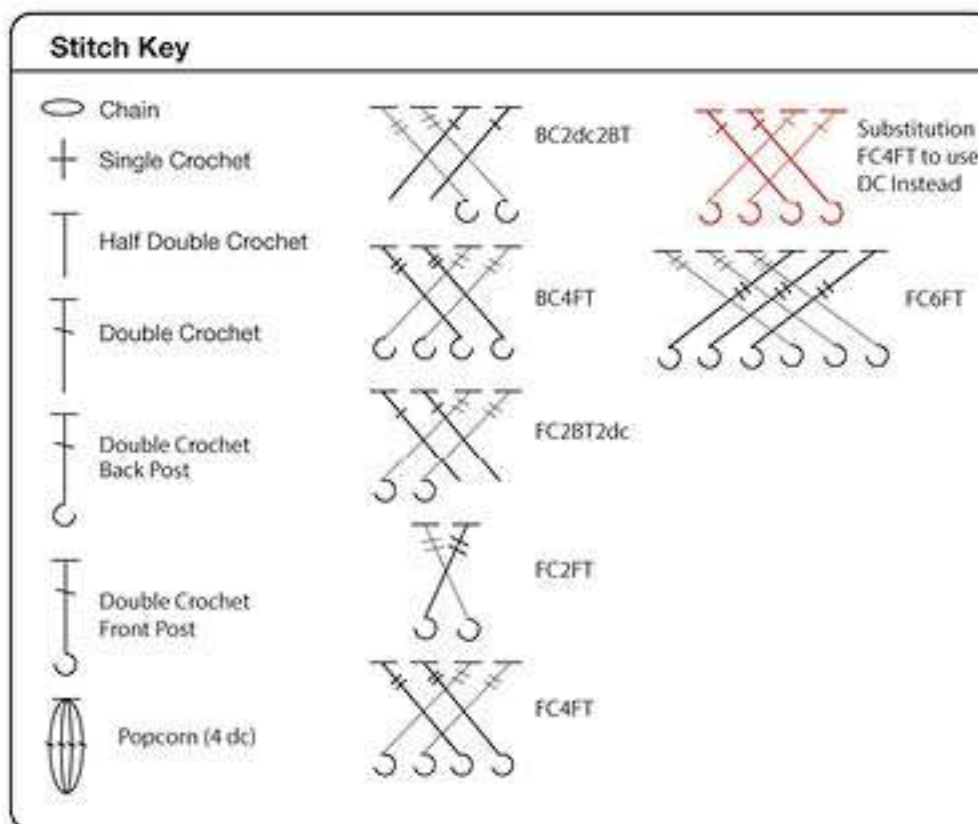 Stitch Key
Chain
Single Crochet
Half Double Crochet
Double Crochet
Double Crochet
Back Post
Double Crochet
Front Post
Popcorn (4 dc)
BC2dc2BT
BC4FT
FC2BT2dc
FC2FT
FC4FT
Substitution
FC4FT to use
DC Instead
FC6FT